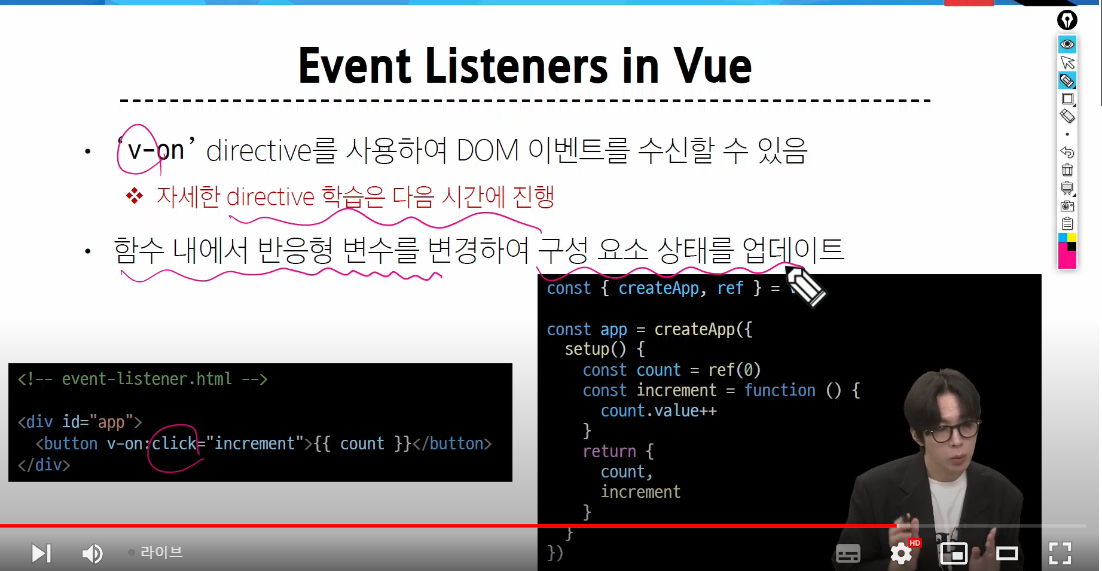 Event Listeners in Vue
• 'v-on' directive를 사용하여 DOM 이벤트를 수신할 수 있음
❖ 자세한 directive 학습은 다음 시간에 진행
• 함수 내에서 반응형 변수를 변경하여 구성 요소 상태를 업데이트
<!-- event-listener.html -->
<div id="app">
<button v-on:click="increment">{{ count }}</button>
</div>
const { createApp, ref } =
const app = createApp({
setup() {
const count = ref(0)
const increment = function () {
count.value++
}
return {
count,
increment
}
}
})
라이브
HD